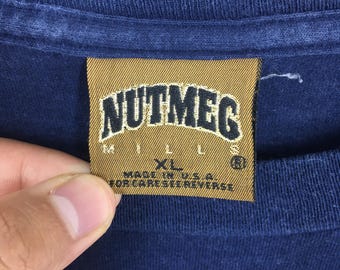 NUTMEG
MILLS
XL ®
MADE IN U.S.A.
FOR CARE SEE REVERSE